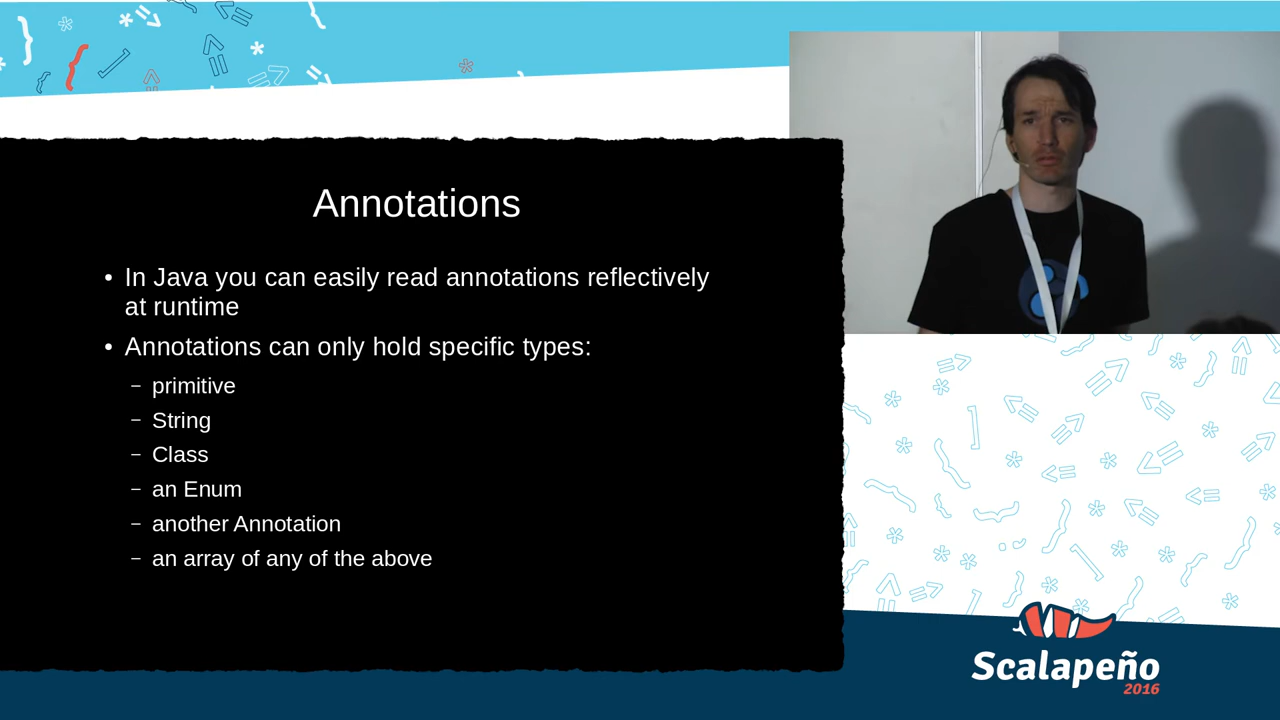 Annotations
• In Java you can easily read annotations reflectively
at runtime
• Annotations can only hold specific types:
– primitive
– String
– Class
– an Enum
– another Annotation
– an array of any of the above
Scalapeño
2016